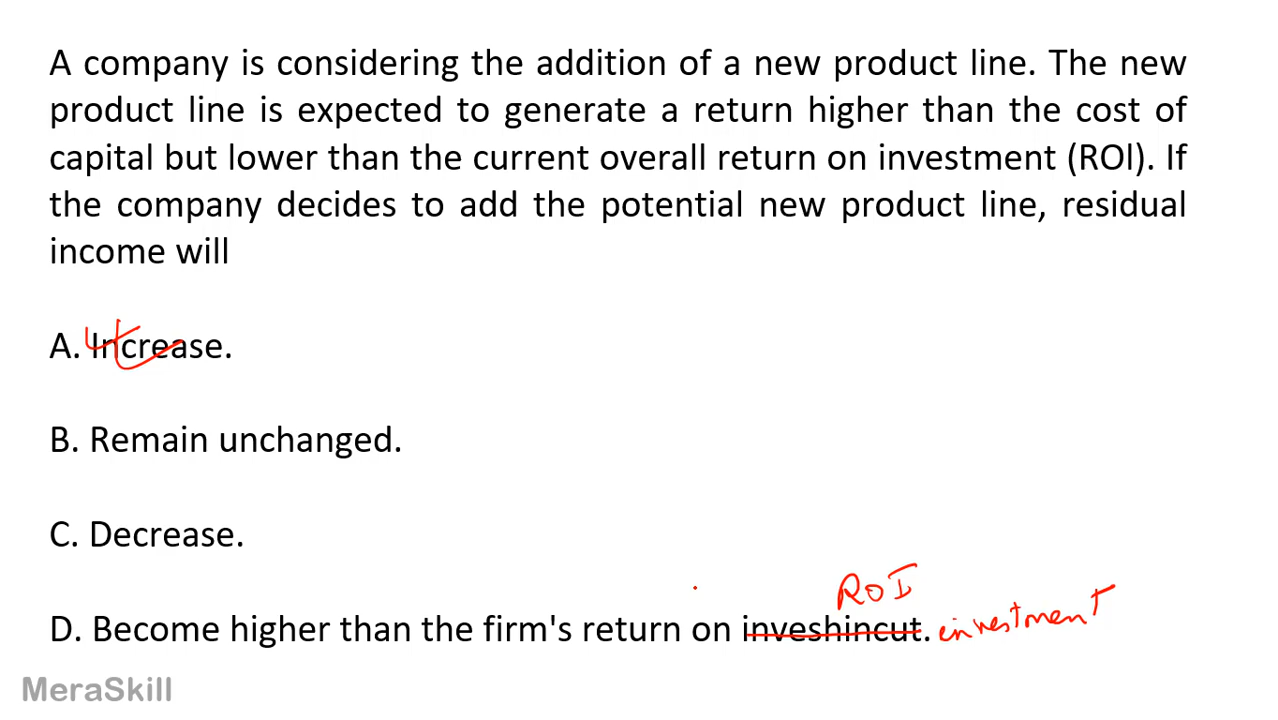 A company is considering the addition of a new product line. The new
product line is expected to generate a return higher than the cost of
capital but lower than the current overall return on investment (ROl). If
the company decides to add the potential new product line, residual
income will
A. Increase.
B. Remain unchanged.
C. Decrease.
ROI
D. Become higher than the firm's return on inveshincut. investment
MeraSkill